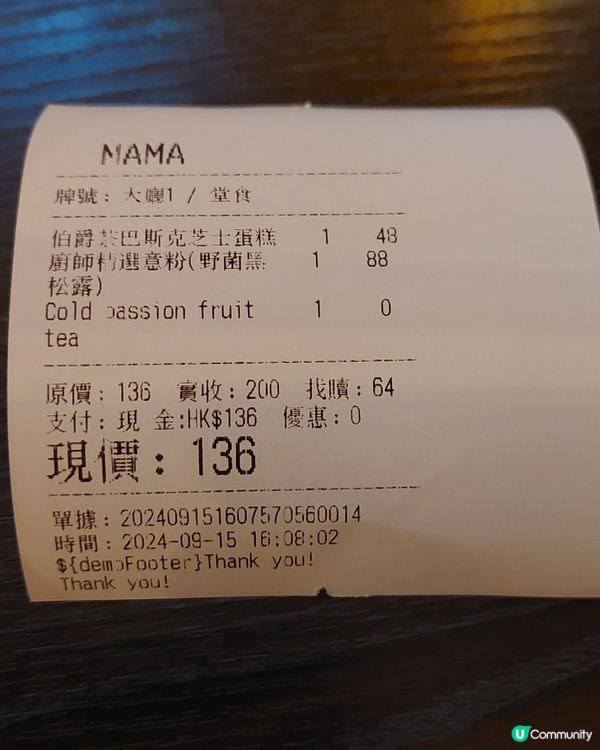 MAMA
牌號: 大廳1 / 堂食
伯爵茶巴斯克芝士蛋糕 1 48
廚師精選意粉(野菌黑 1 88
松露)
Cold passion fruit 1 0
tea
原價: 136 實收: 200 找贖: 64
支付: 現 金:HK$136 優惠: 0
現價: 136
單據: 202409151607570560014
時間: 2024-09-15 16:08:02
${demoFooter}Thank you!
Thank you!
U Community